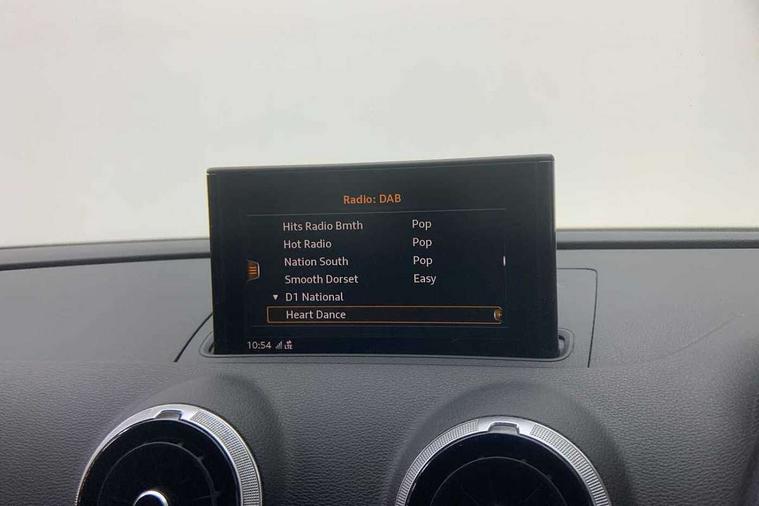 Radio: DAB
Hits Radio Bmth Pop
Hot Radio Pop
Nation South Pop
Smooth Dorset Easy
D1 National
Heart Dance
10:54 LTE